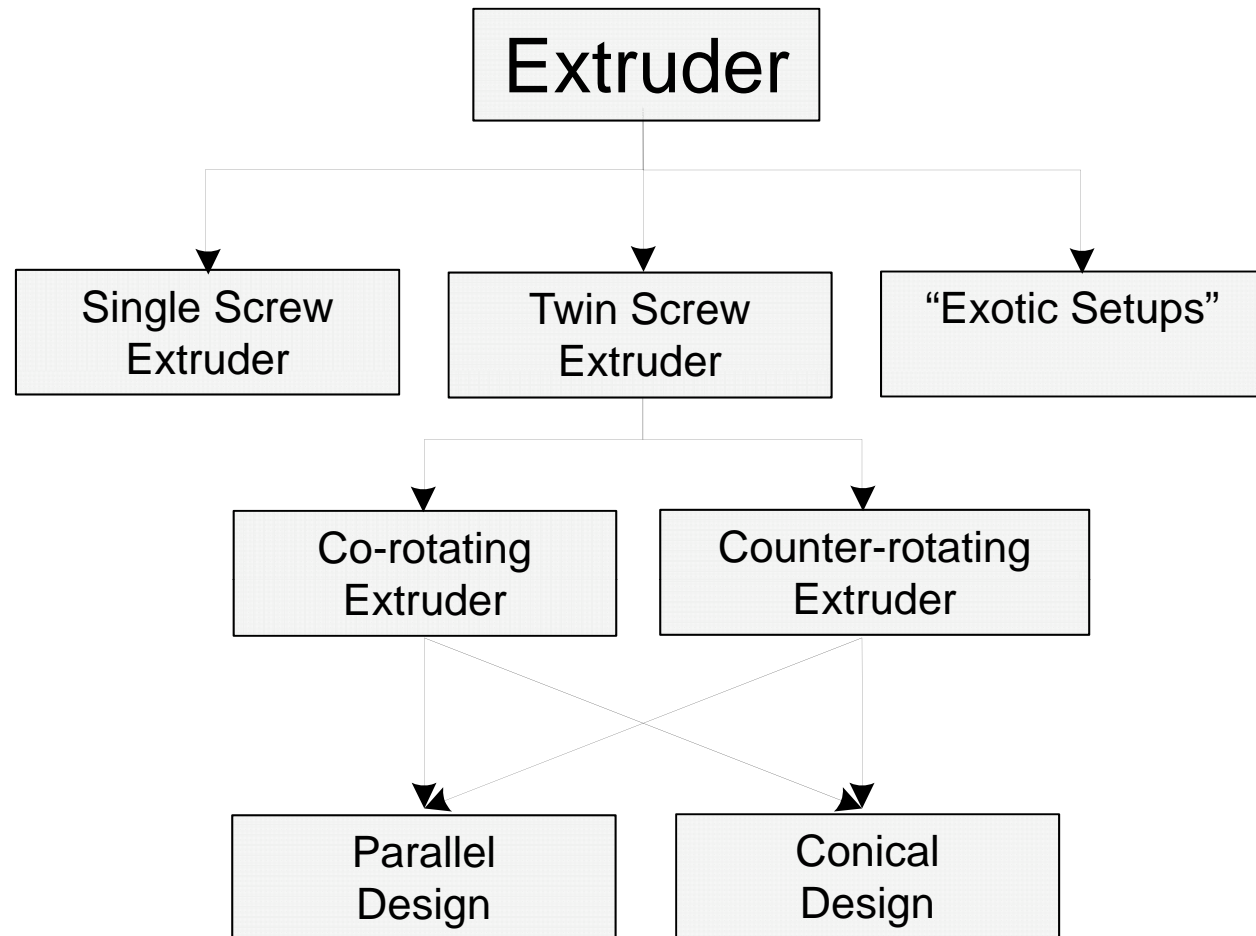 Extruder
Single Screw
Extruder
Twin Screw
Extruder
“Exotic Setups”
Co-rotating
Extruder
Counter-rotating
Extruder
Parallel
Design
Conical
Design